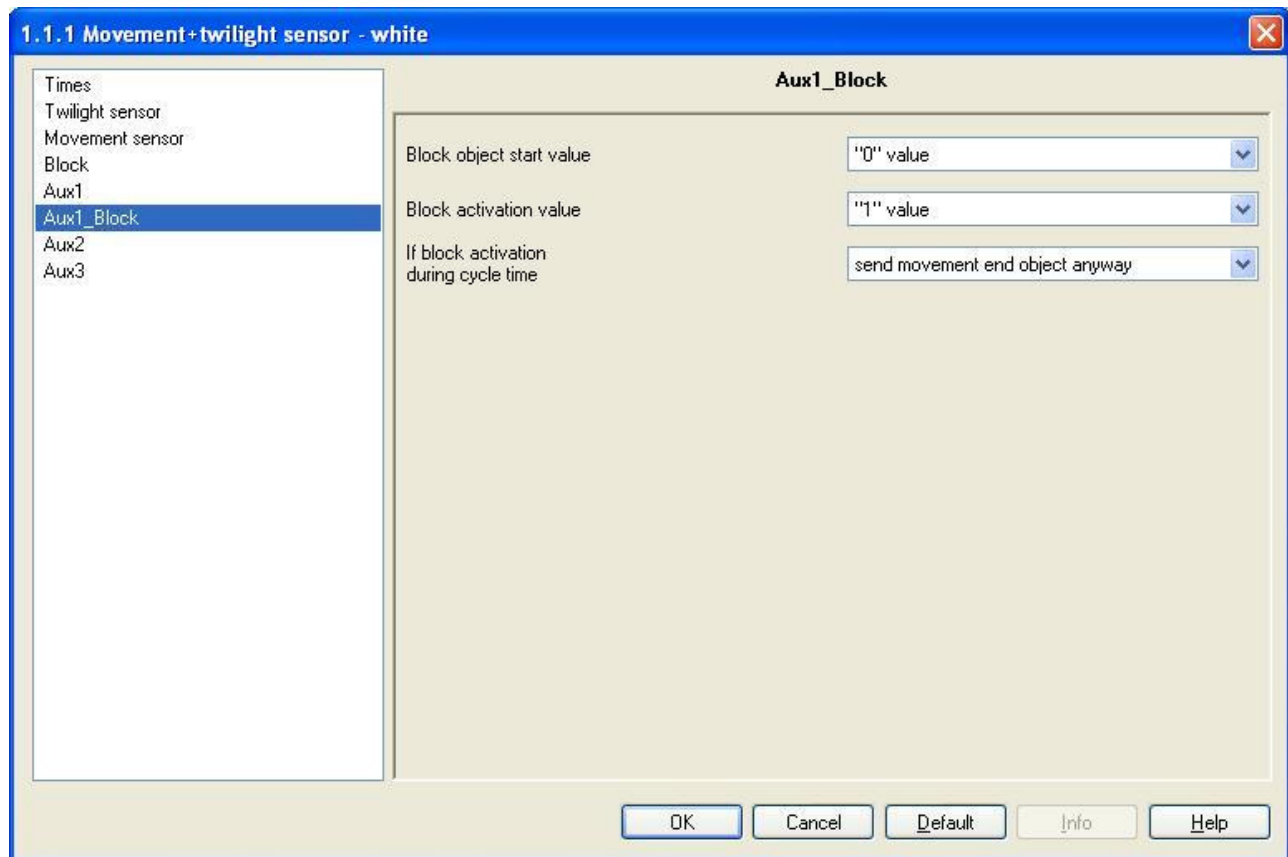 1.1.1 Movement+twilight sensor - white
Times
Twilight sensor
Movement sensor
Block
Aux1
Aux1_Block
Aux2
Aux3
Aux1_Block
Block object start value
"0" value
Block activation value
"1" value
If block activation
during cycle time
send movement end object anyway
OK
Cancel
Default
Info
Help